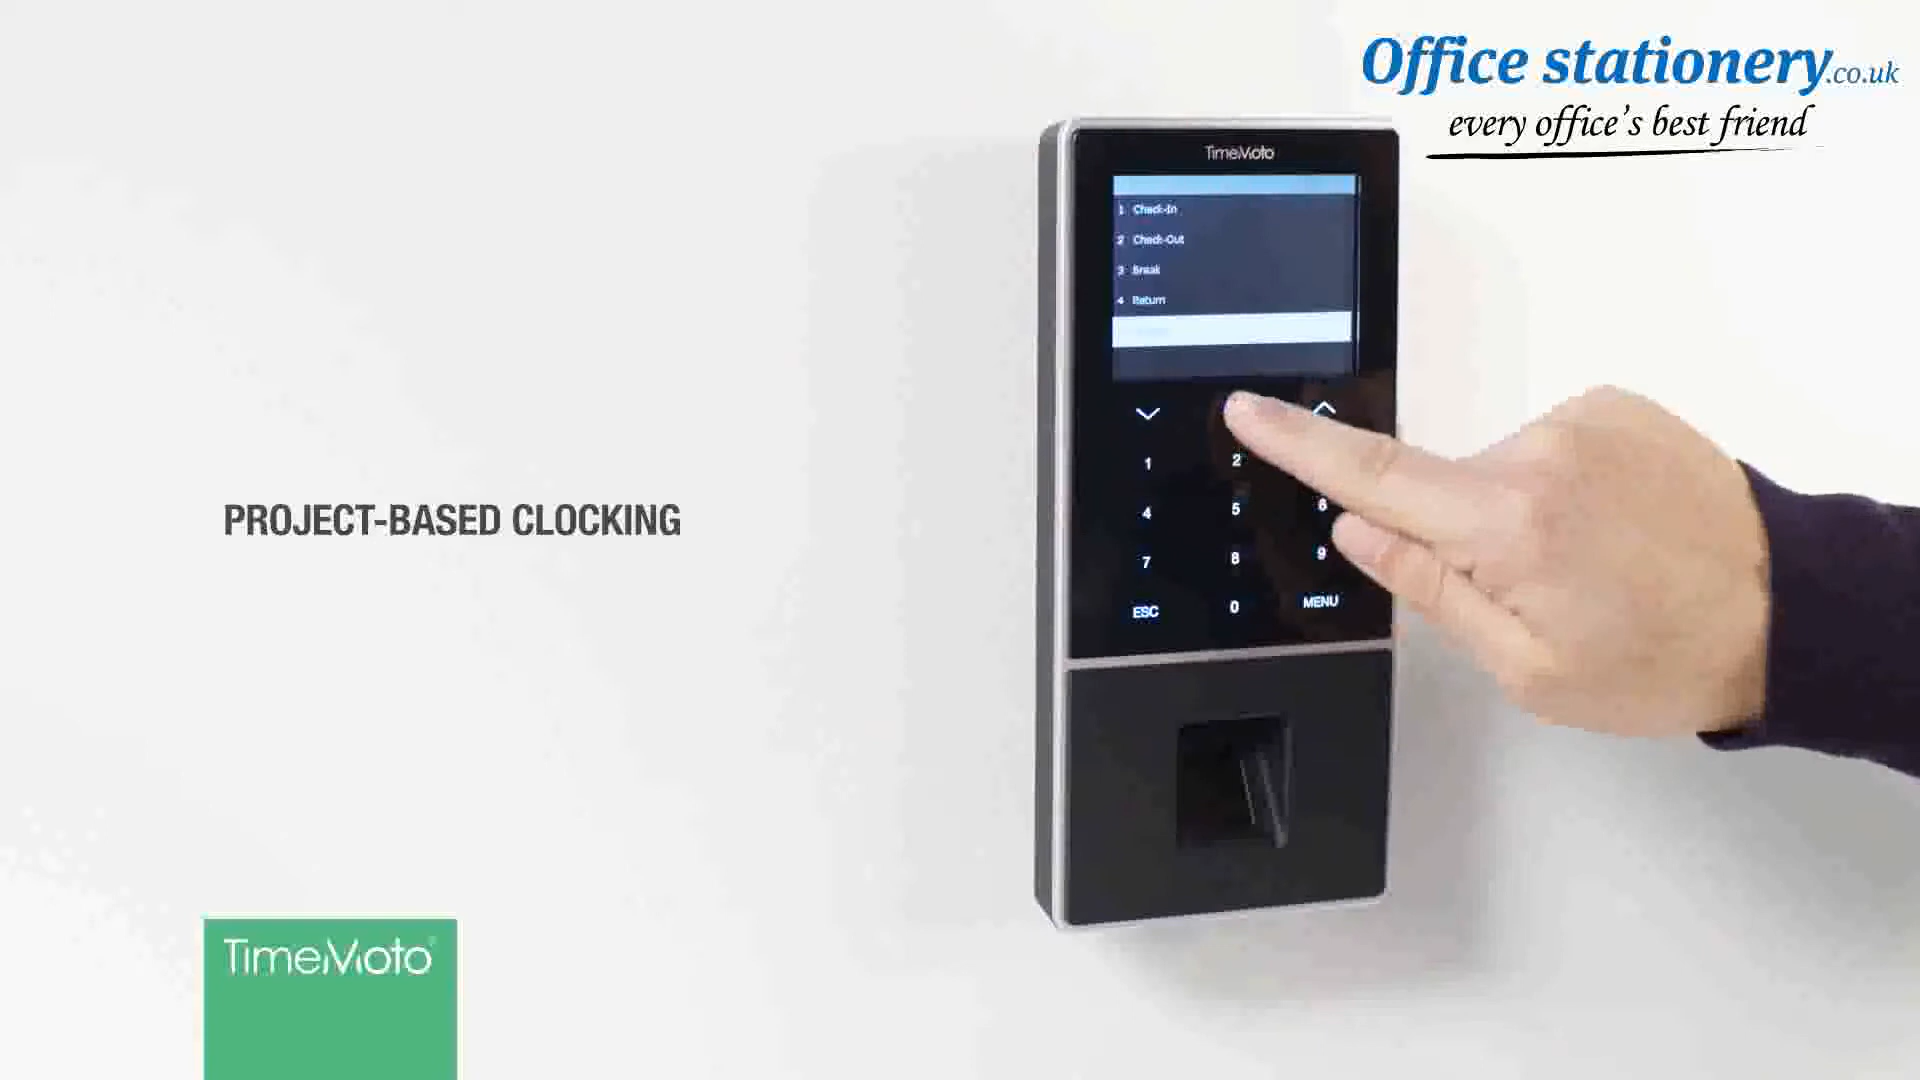 Office stationery.co.uk
every office's best friend
TimeMoto
1 Check-In
2 Check-Out
3 Break
4 Return
1
2
4
5
6
7
8
9
ESC
0
MENU
PROJECT-BASED CLOCKING
TimeMoto®